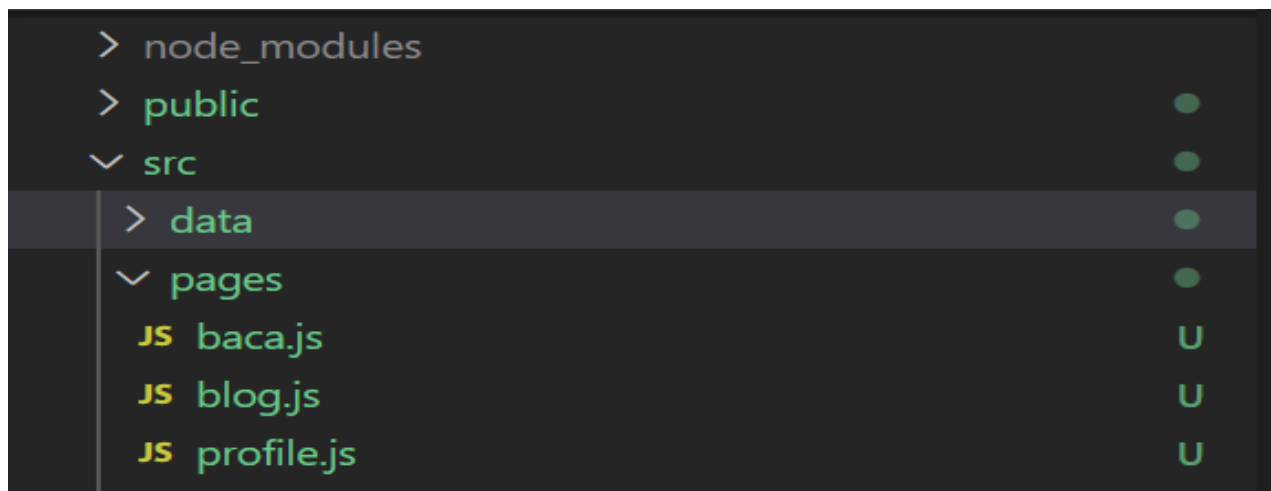 node_modules
public
src
data
pages
JS baca.js U
JS blog.js U
JS profile.js U